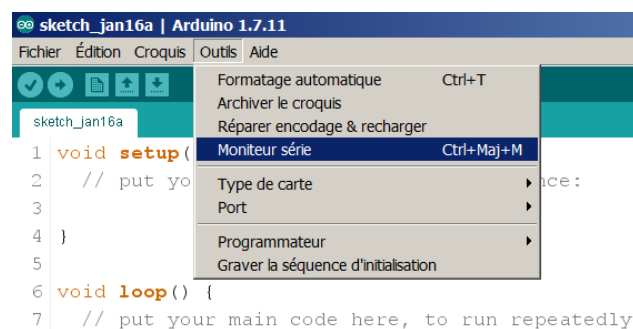 sketch_jan16a | Arduino 1.7.11
Fichier Édition Croquis Outils Aide
Formatage automatique Ctrl+T
Archiver le croquis
sketch_jan16a
Réparer encodage & recharger
1 void setup(
Moniteur série Ctrl+Maj+M
2 // put yo nce:
Type de carte
3
Port
4 }
Programmateur
5
Graver la séquence d'initialisation
6 void loop() {
7 // put your main code here, to run repeatedly